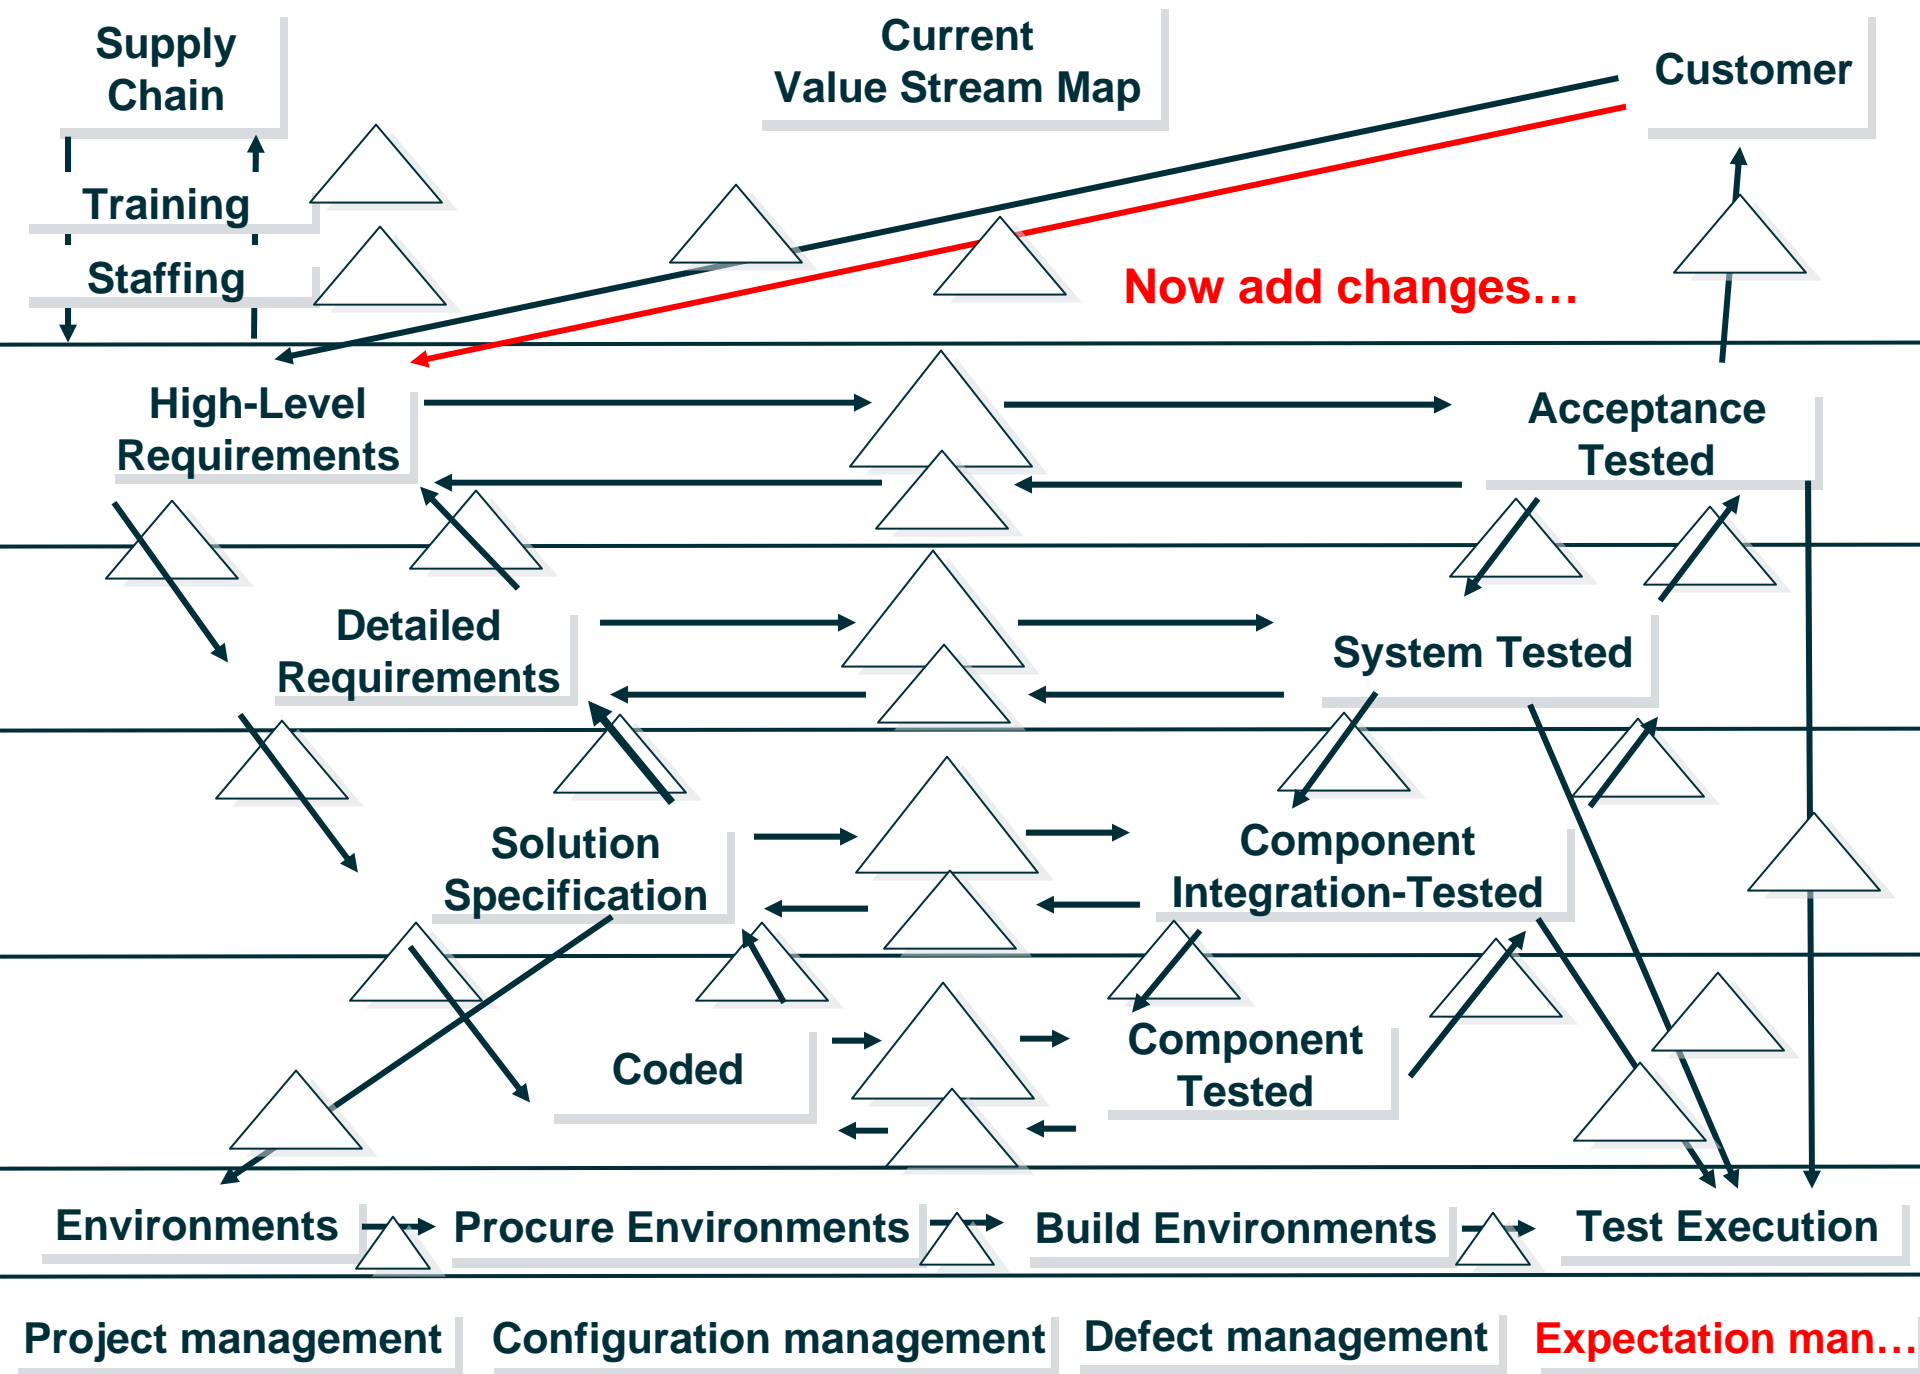 Supply
Chain
Current
Value Stream Map
Customer
Training
Staffing
Now add changes…
High-Level
Requirements
Acceptance
Tested
Detailed
Requirements
System Tested
Solution
Specification
Component
Integration-Tested
Coded
Component
Tested
Environments
Procure Environments
Build Environments
Test Execution
Project management
Configuration management
Defect management
Expectation man…